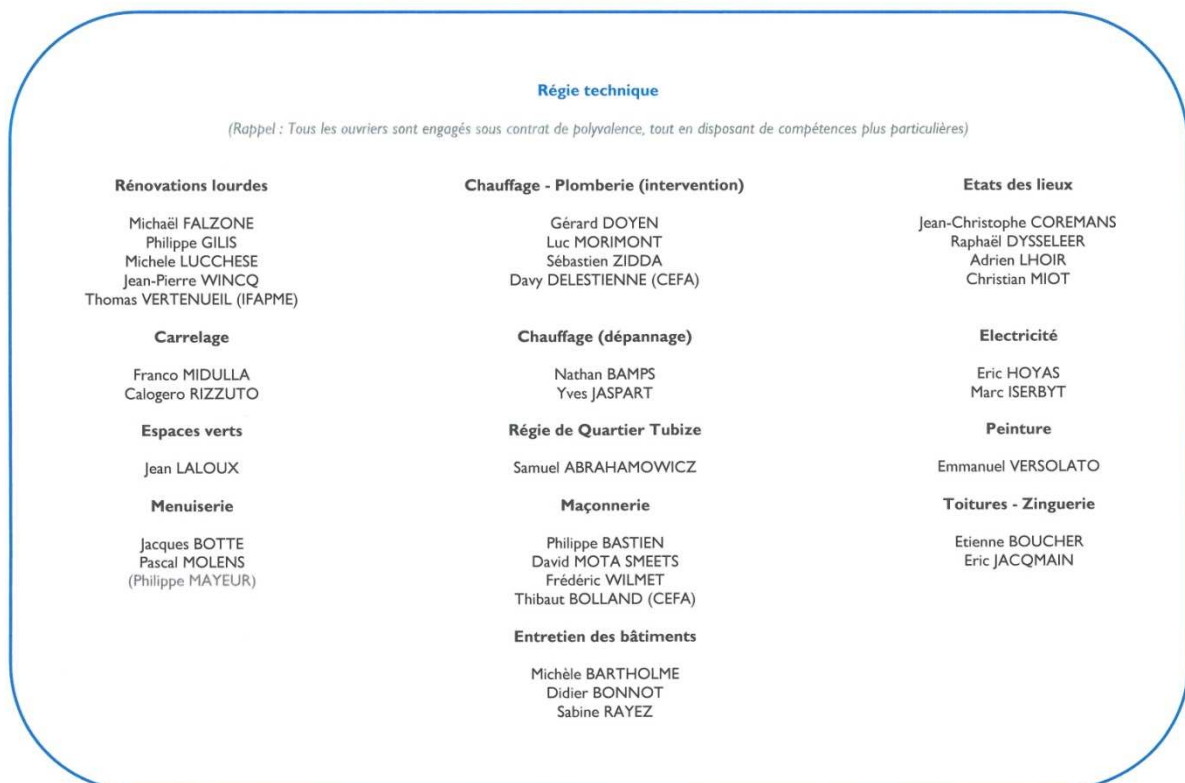 Régie technique
(Rappel : Tous les ouvriers sont engagés sous contrat de polyvalence, tout en disposant de compétences plus particulières)
Rénovations lourdes
Michaël FALZONE
Philippe GILIS
Michele LUCCHESE
Jean-Pierre WINCQ
Thomas VERTENUEIL (IFAPME)
Carrelage
Franco MIDULLA
Calogero RIZZUTO
Espaces verts
Jean LALOUX
Menuiserie
Jacques BOTTE
Pascal MOLENS
(Philippe MAYEUR)
Chauffage - Plomberie (intervention)
Gérard DOYEN
Luc MORIMONT
Sébastien ZIDDA
Davy DELESTIENNE (CEFA)
Chauffage (dépannage)
Nathan BAMPS
Yves JASPART
Régie de Quartier Tubize
Samuel ABRAHAMOWICZ
Maçonnerie
Philippe BASTIEN
David MOTA SMEETS
Frédéric WILMET
Thibaut BOLLAND (CEFA)
Entretien des bâtiments
Michèle BARTHOLME
Didier BONNOT
Sabine RAYEZ
Etats des lieux
Jean-Christophe COREMANS
Raphaël DYSSELEER
Adrien LHOIR
Christian MIOT
Electricité
Eric HOYAS
Marc ISERBYT
Peinture
Emmanuel VERSOLATO
Toitures - Zinguerie
Etienne BOUCHER
Eric JACQMAIN